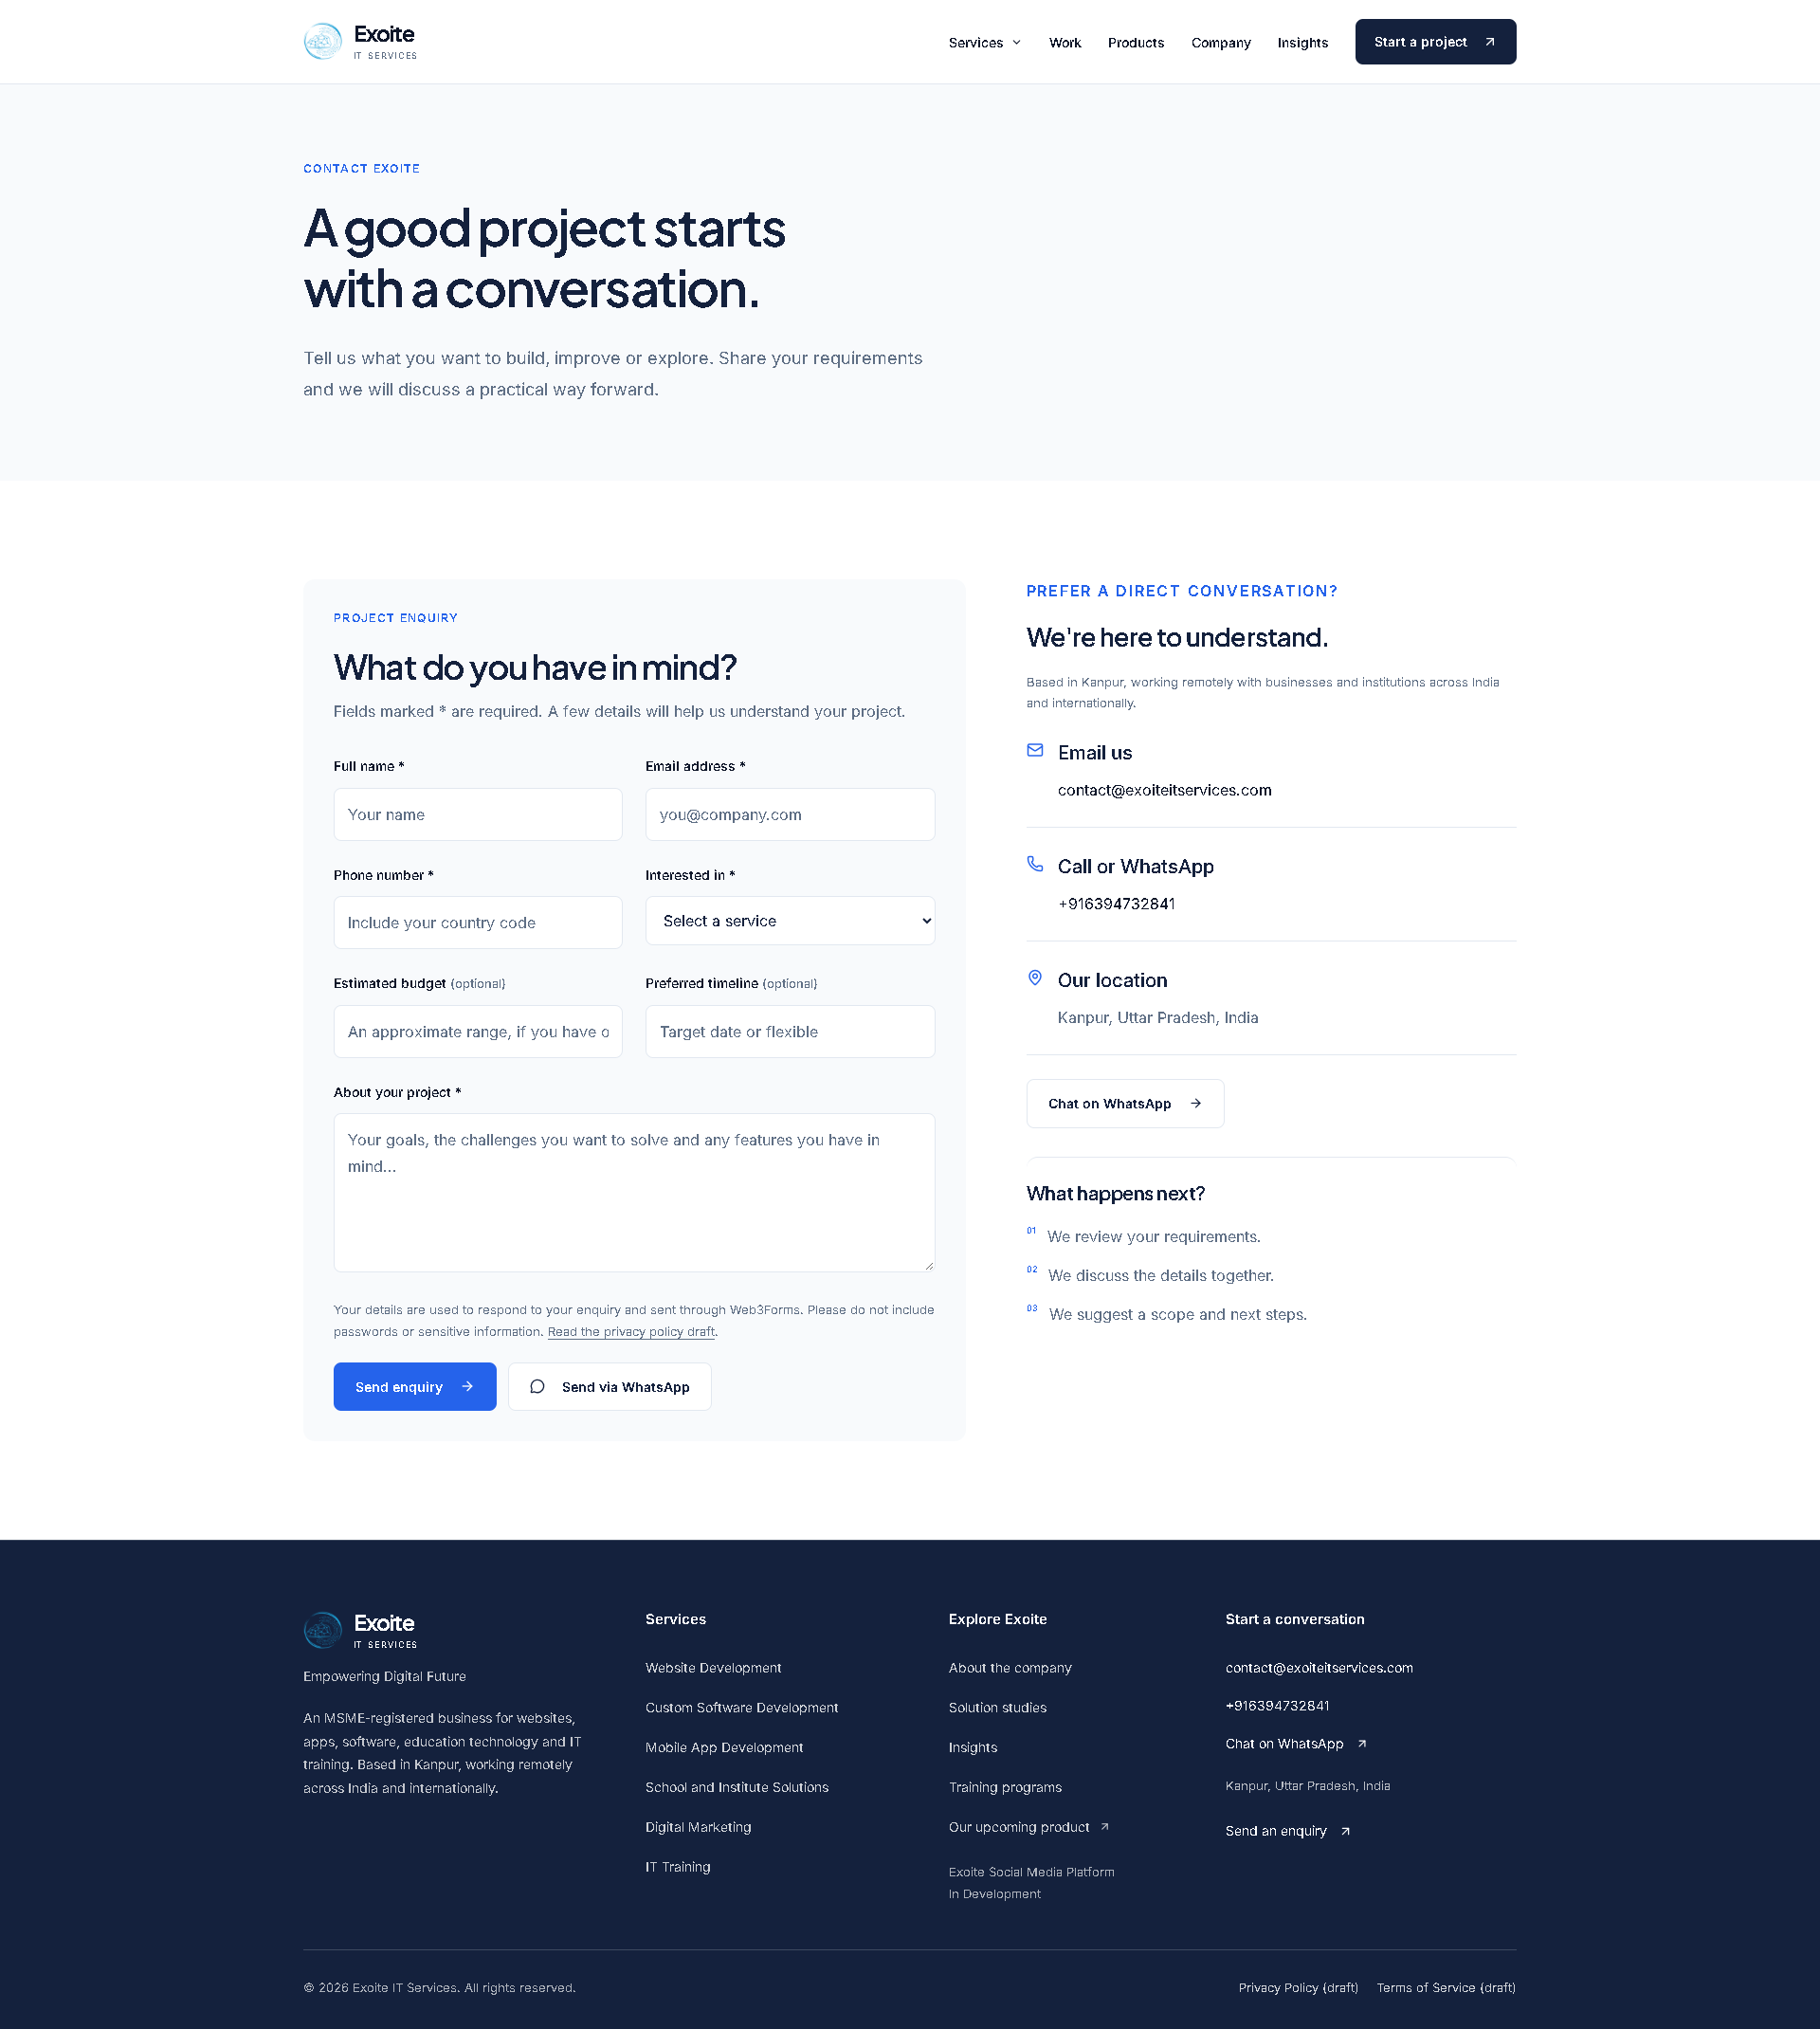 Exoite
IT SERVICES
Services
Work
Products
Company
Insights
Start a project
CONTACT EXOITE
A good project starts
with a conversation.
Tell us what you want to build, improve or explore. Share your requirements
and we will discuss a practical way forward.
PROJECT ENQUIRY
What do you have in mind?
Fields marked * are required. A few details will help us understand your project.
Full name *
Email address *
Your name
you@company.com
Phone number *
Interested in *
Include your country code
Select a service
Estimated budget (optional)
Preferred timeline (optional)
An approximate range, if you have o
Target date or flexible
About your project *
Your goals, the challenges you want to solve and any features you have in
mind...
Your details are used to respond to your enquiry and sent through Web3Forms. Please do not include
passwords or sensitive information. Read the privacy policy draft.
Send enquiry
Send via WhatsApp
PREFER A DIRECT CONVERSATION?
We're here to understand.
Based in Kanpur, working remotely with businesses and institutions across India
and internationally.
Email us
contact@exoiteitservices.com
Call or WhatsApp
+916394732841
Our location
Kanpur, Uttar Pradesh, India
Chat on WhatsApp
What happens next?
01 We review your requirements.
02 We discuss the details together.
03 We suggest a scope and next steps.
Exoite
IT SERVICES
Empowering Digital Future
An MSME-registered business for websites,
apps, software, education technology and IT
training. Based in Kanpur, working remotely
across India and internationally.
Services
Website Development
Custom Software Development
Mobile App Development
School and Institute Solutions
Digital Marketing
IT Training
Explore Exoite
About the company
Solution studies
Insights
Training programs
Our upcoming product
Exoite Social Media Platform
In Development
Start a conversation
contact@exoiteitservices.com
+916394732841
Chat on WhatsApp
Kanpur, Uttar Pradesh, India
Send an enquiry
© 2026 Exoite IT Services. All rights reserved.
Privacy Policy (draft)
Terms of Service (draft)